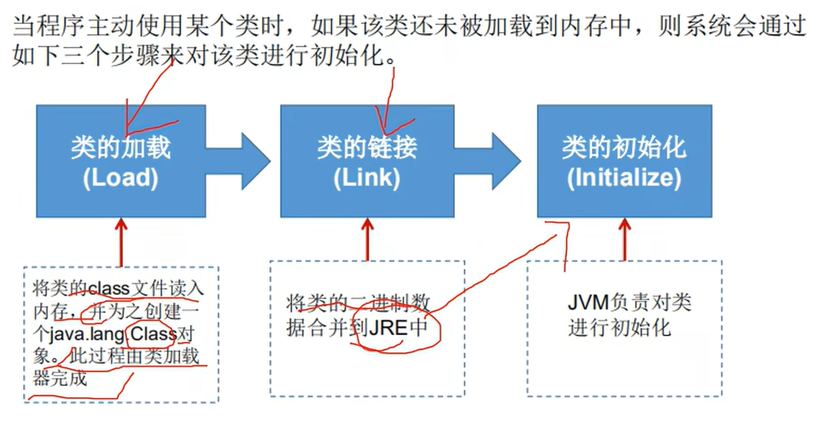 当程序主动使用某个类时，如果该类还未被加载到内存中，则系统会通过
如下三个步骤来对该类进行初始化。
类的加载
(Load)
类的链接
(Link)
类的初始化
(Initialize)
将类的class文件读入
内存，并为之创建一
个java.lang.Class对
象。此过程由类加载
器完成
将类的二进制数
据合并到JRE中
JVM负责对类
进行初始化